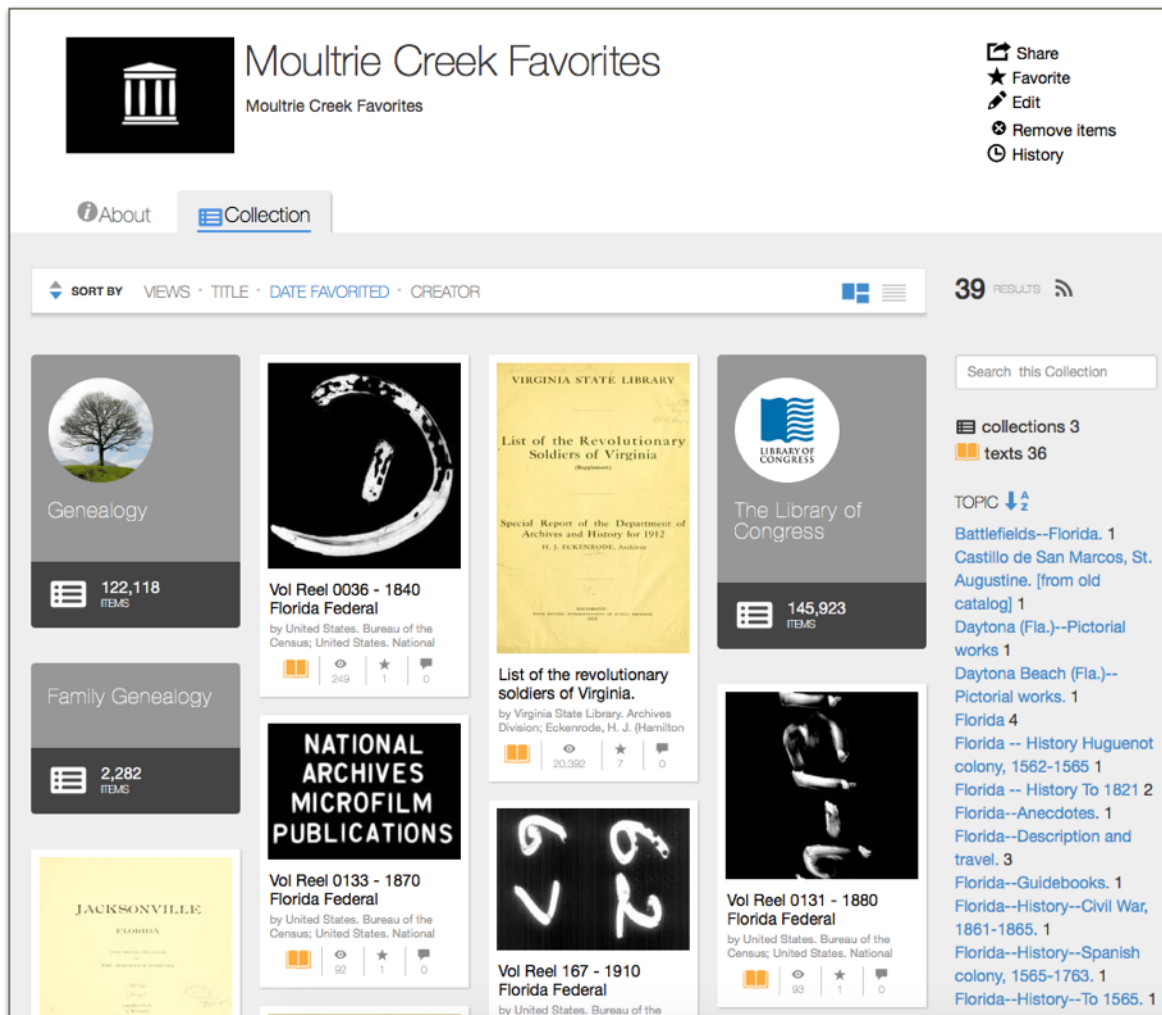 Moultrie Creek Favorites
Moultrie Creek Favorites
Share
Favorite
Edit
Remove items
History
About
Collection
SORT BY VIEWS · TITLE · DATE FAVORITED · CREATOR
39 RESULTS
Genealogy
122,118
ITEMS
Family Genealogy
2,282
ITEMS
JACKSONVILLE
FLORIDA
Vol Reel 0036 - 1840
Florida Federal
by United States. Bureau of the
Census; United States. National
249 1 0
NATIONAL
ARCHIVES
MICROFILM
PUBLICATIONS
Vol Reel 0133 - 1870
Florida Federal
by United States. Bureau of the
Census; United States. National
92 1 0
VIRGINIA STATE LIBRARY
List of the Revolutionary
Soldiers of Virginia
(Supplement)
Special Report of the Department of
Archives and History for 1912
H. J. ECKENRODE, Archivist
List of the revolutionary
soldiers of Virginia.
by Virginia State Library. Archives
Division; Eckenrode, H. J. (Hamilton
20,392 7 0
67 62
Vol Reel 167 - 1910
Florida Federal
by United States. Bureau of the
LIBRARY OF
CONGRESS
The Library of
Congress
145,923
ITEMS
Vol Reel 0131 - 1880
Florida Federal
by United States. Bureau of the
Census; United States. National
93 1 0
Search this Collection
collections 3
texts 36
TOPIC A Z
Battlefields--Florida. 1
Castillo de San Marcos, St.
Augustine. [from old
catalog] 1
Daytona (Fla.)--Pictorial
works 1
Daytona Beach (Fla.)--
Pictorial works. 1
Florida 4
Florida -- History Huguenot
colony, 1562-1565 1
Florida -- History To 1821 2
Florida--Anecdotes. 1
Florida--Description and
travel. 3
Florida--Guidebooks. 1
Florida--History--Civil War,
1861-1865. 1
Florida--History--Spanish
colony, 1565-1763. 1
Florida--History--To 1565. 1